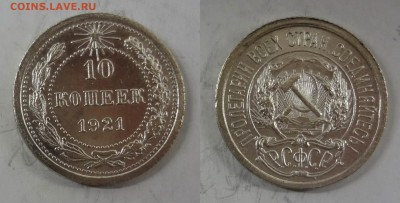 COINS.LAVE.RU
10
КОПЕЕК
1921
ПРОЛЕТАРИИ ВСЕХ СТРАН, СОЕДИНЯЙТЕСЬ!
Р.С.Ф.С.Р.